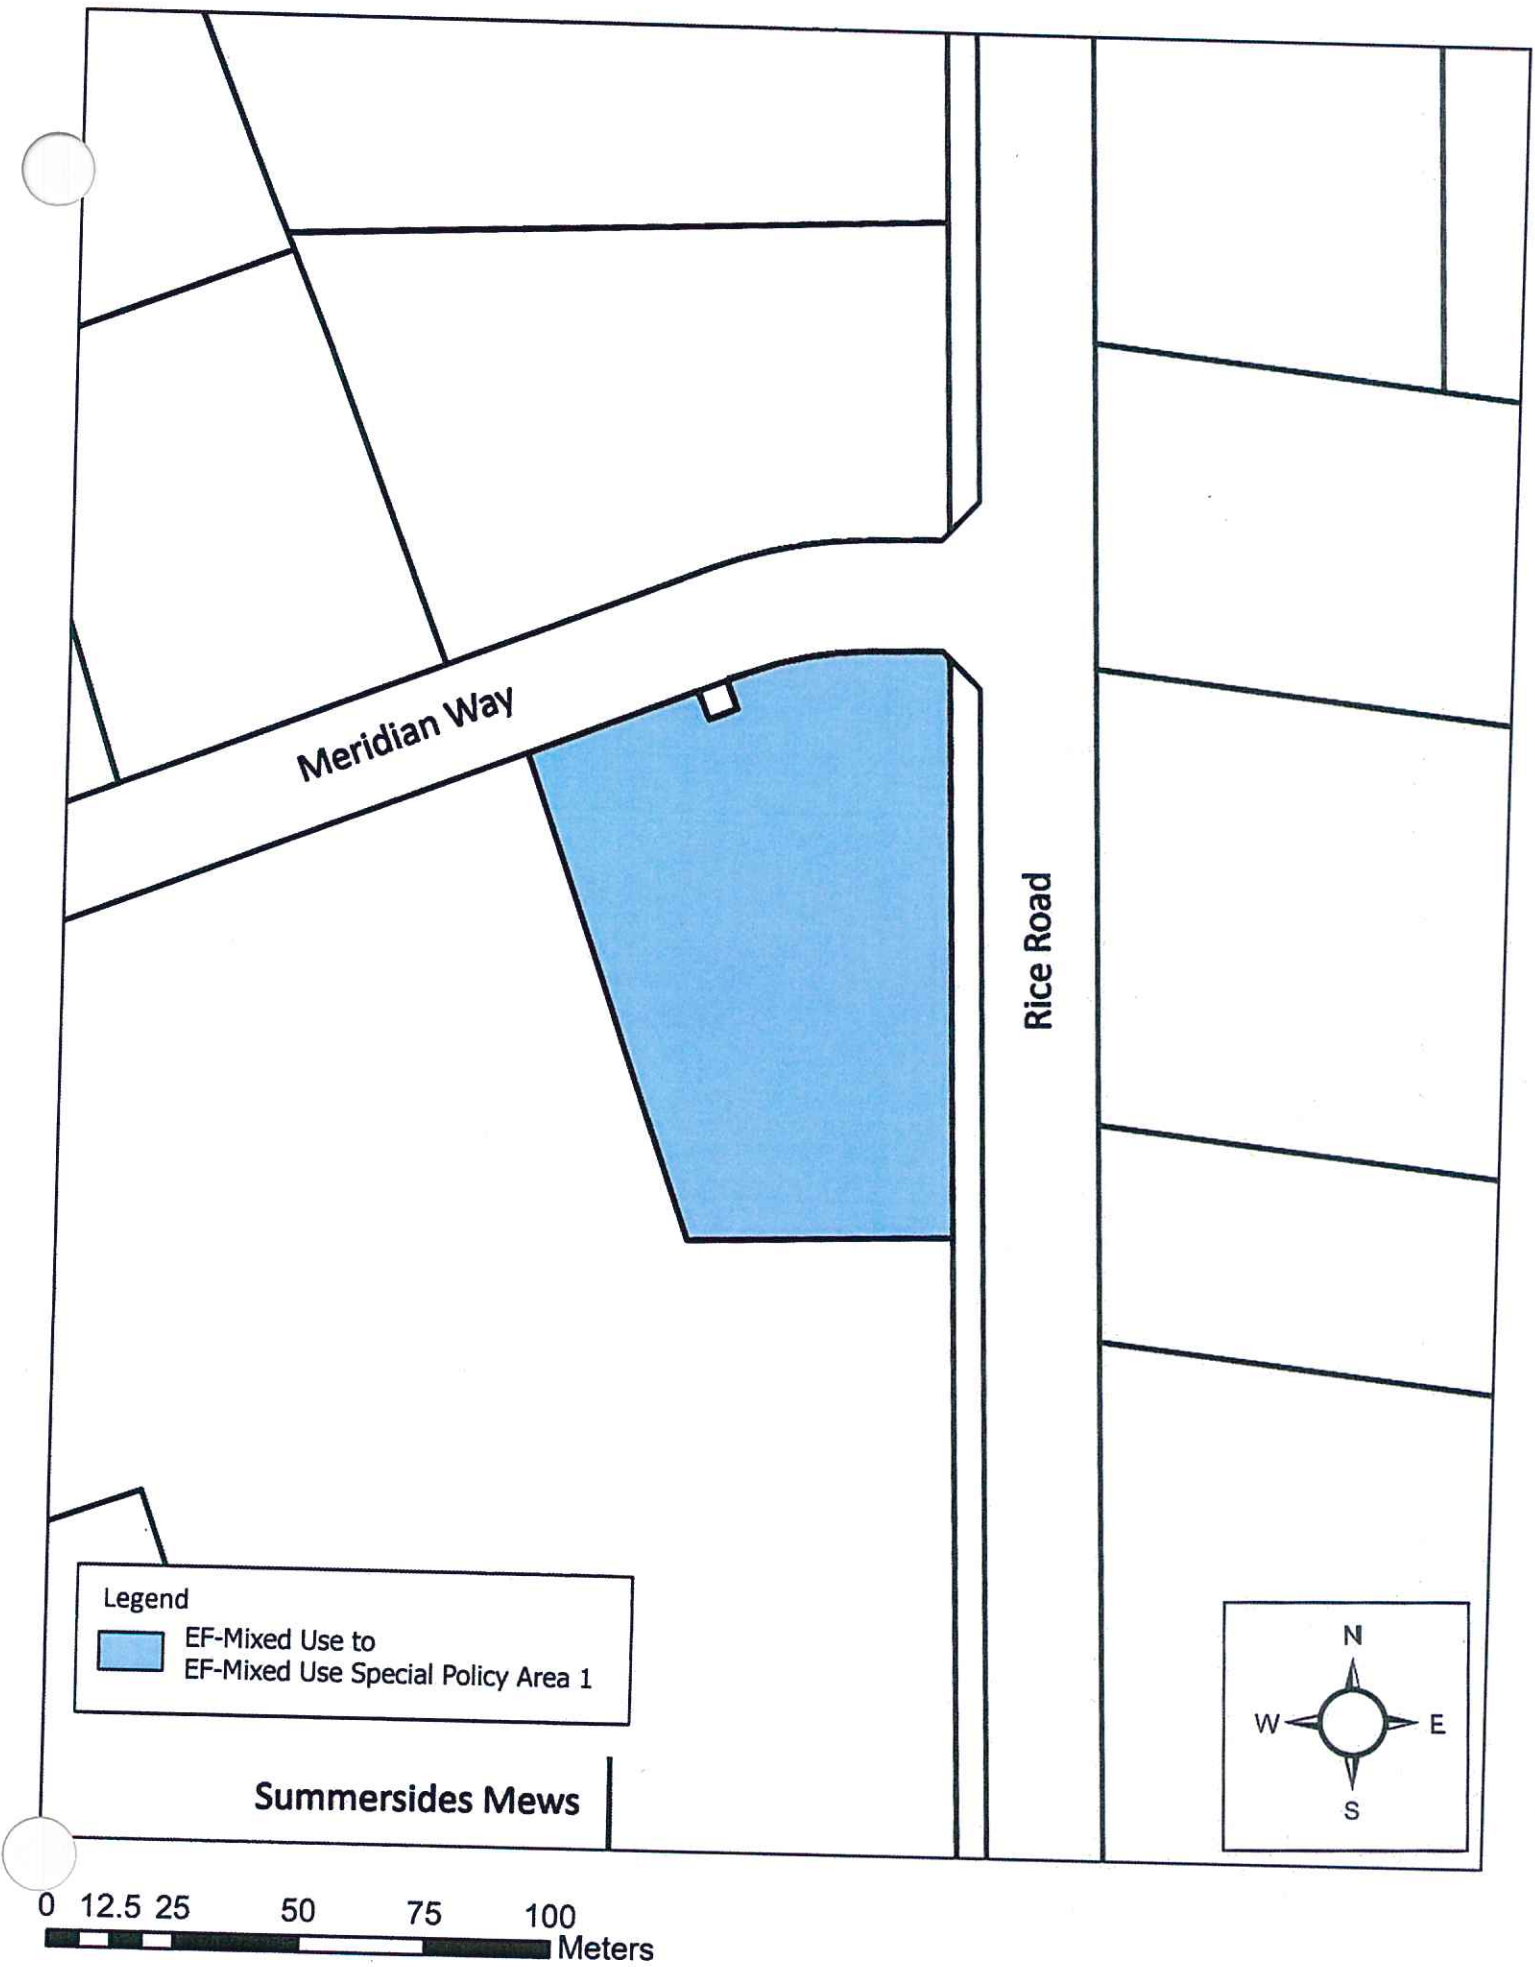 Meridian Way
Rice Road
Legend
EF-Mixed Use to
EF-Mixed Use Special Policy Area 1
N
W E
S
Summersides Mews
0 12.5 25 50 75 100
Meters